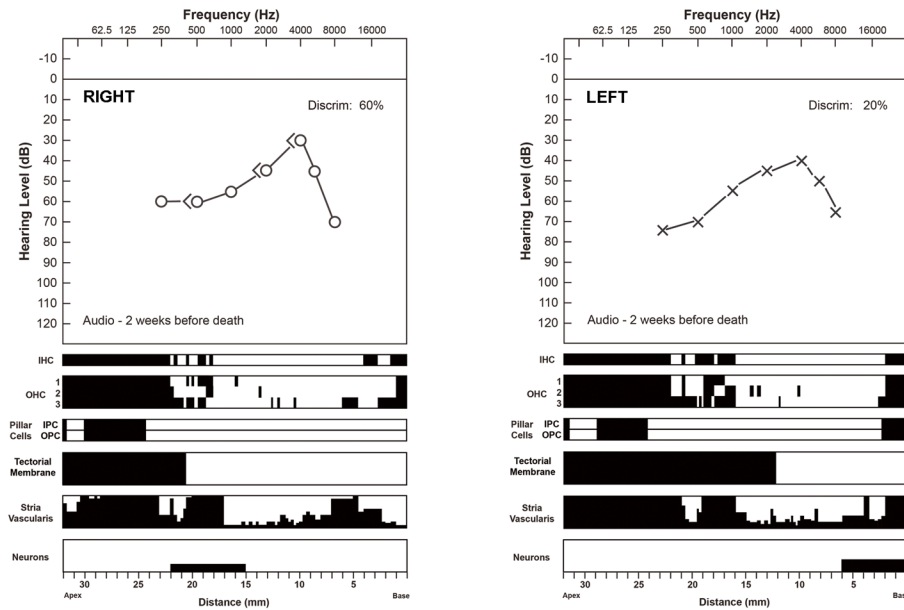 Frequency (Hz)
62.5 125 250 500 1000 2000 4000 8000 16000
Hearing Level (dB)
-10
0
10
20
30
40
50
60
70
80
90
100
110
120
RIGHT
Discrim: 60%
Audio - 2 weeks before death
IHC
OHC
1
2
3
Pillar Cells
IPC
OPC
Tectorial
Membrane
Stria
Vascularis
Neurons
30 25 20 15 10 5 0
Apex
Base
Distance (mm)
Frequency (Hz)
62.5 125 250 500 1000 2000 4000 8000 16000
Hearing Level (dB)
-10
0
10
20
30
40
50
60
70
80
90
100
110
120
LEFT
Discrim: 20%
Audio - 2 weeks before death
IHC
OHC
1
2
3
Pillar Cells
IPC
OPC
Tectorial
Membrane
Stria
Vascularis
Neurons
30 25 20 15 10 5 0
Apex
Base
Distance (mm)